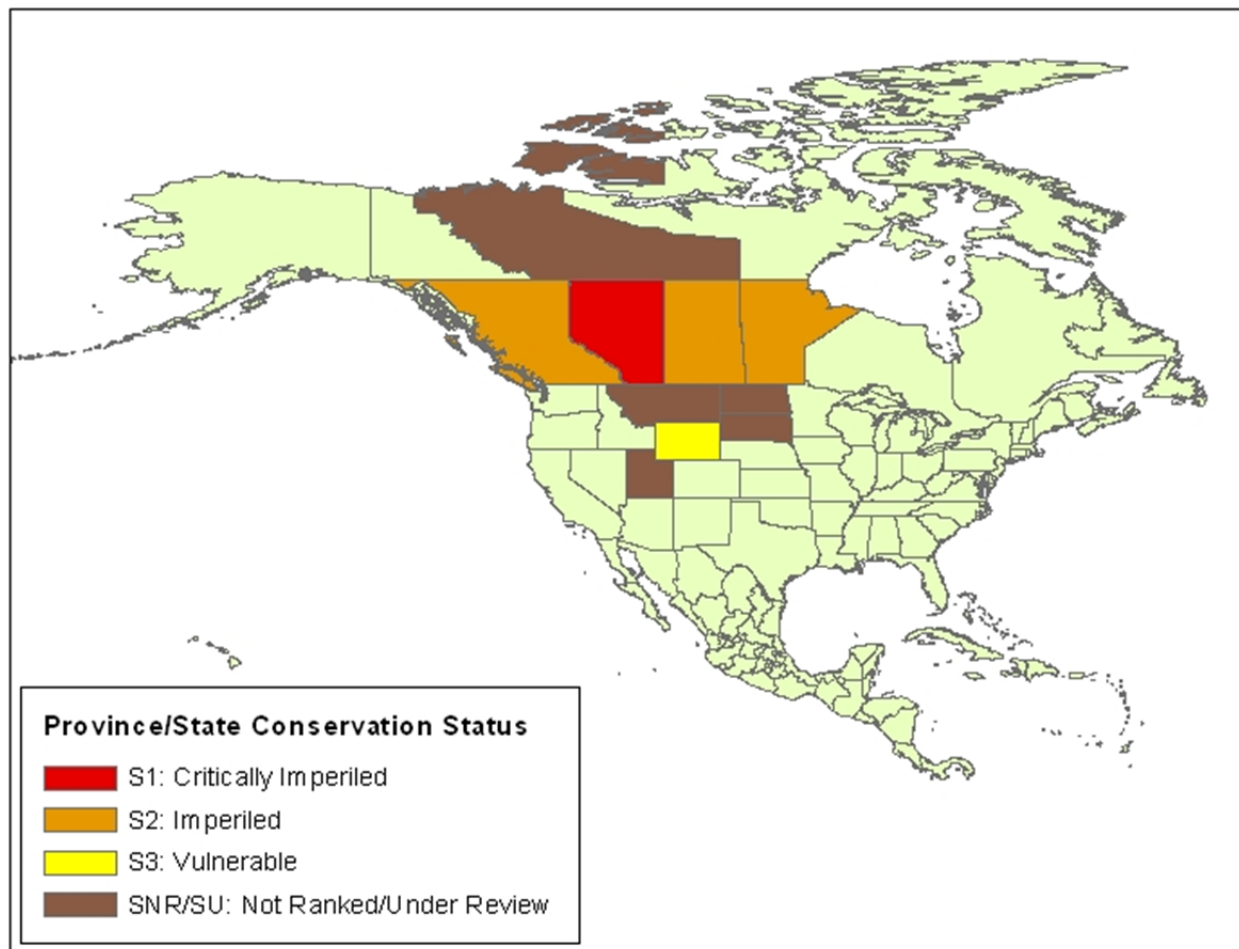 Province/State Conservation Status
S1: Critically Imperiled
S2: Imperiled
S3: Vulnerable
SNR/SU: Not Ranked/Under Review